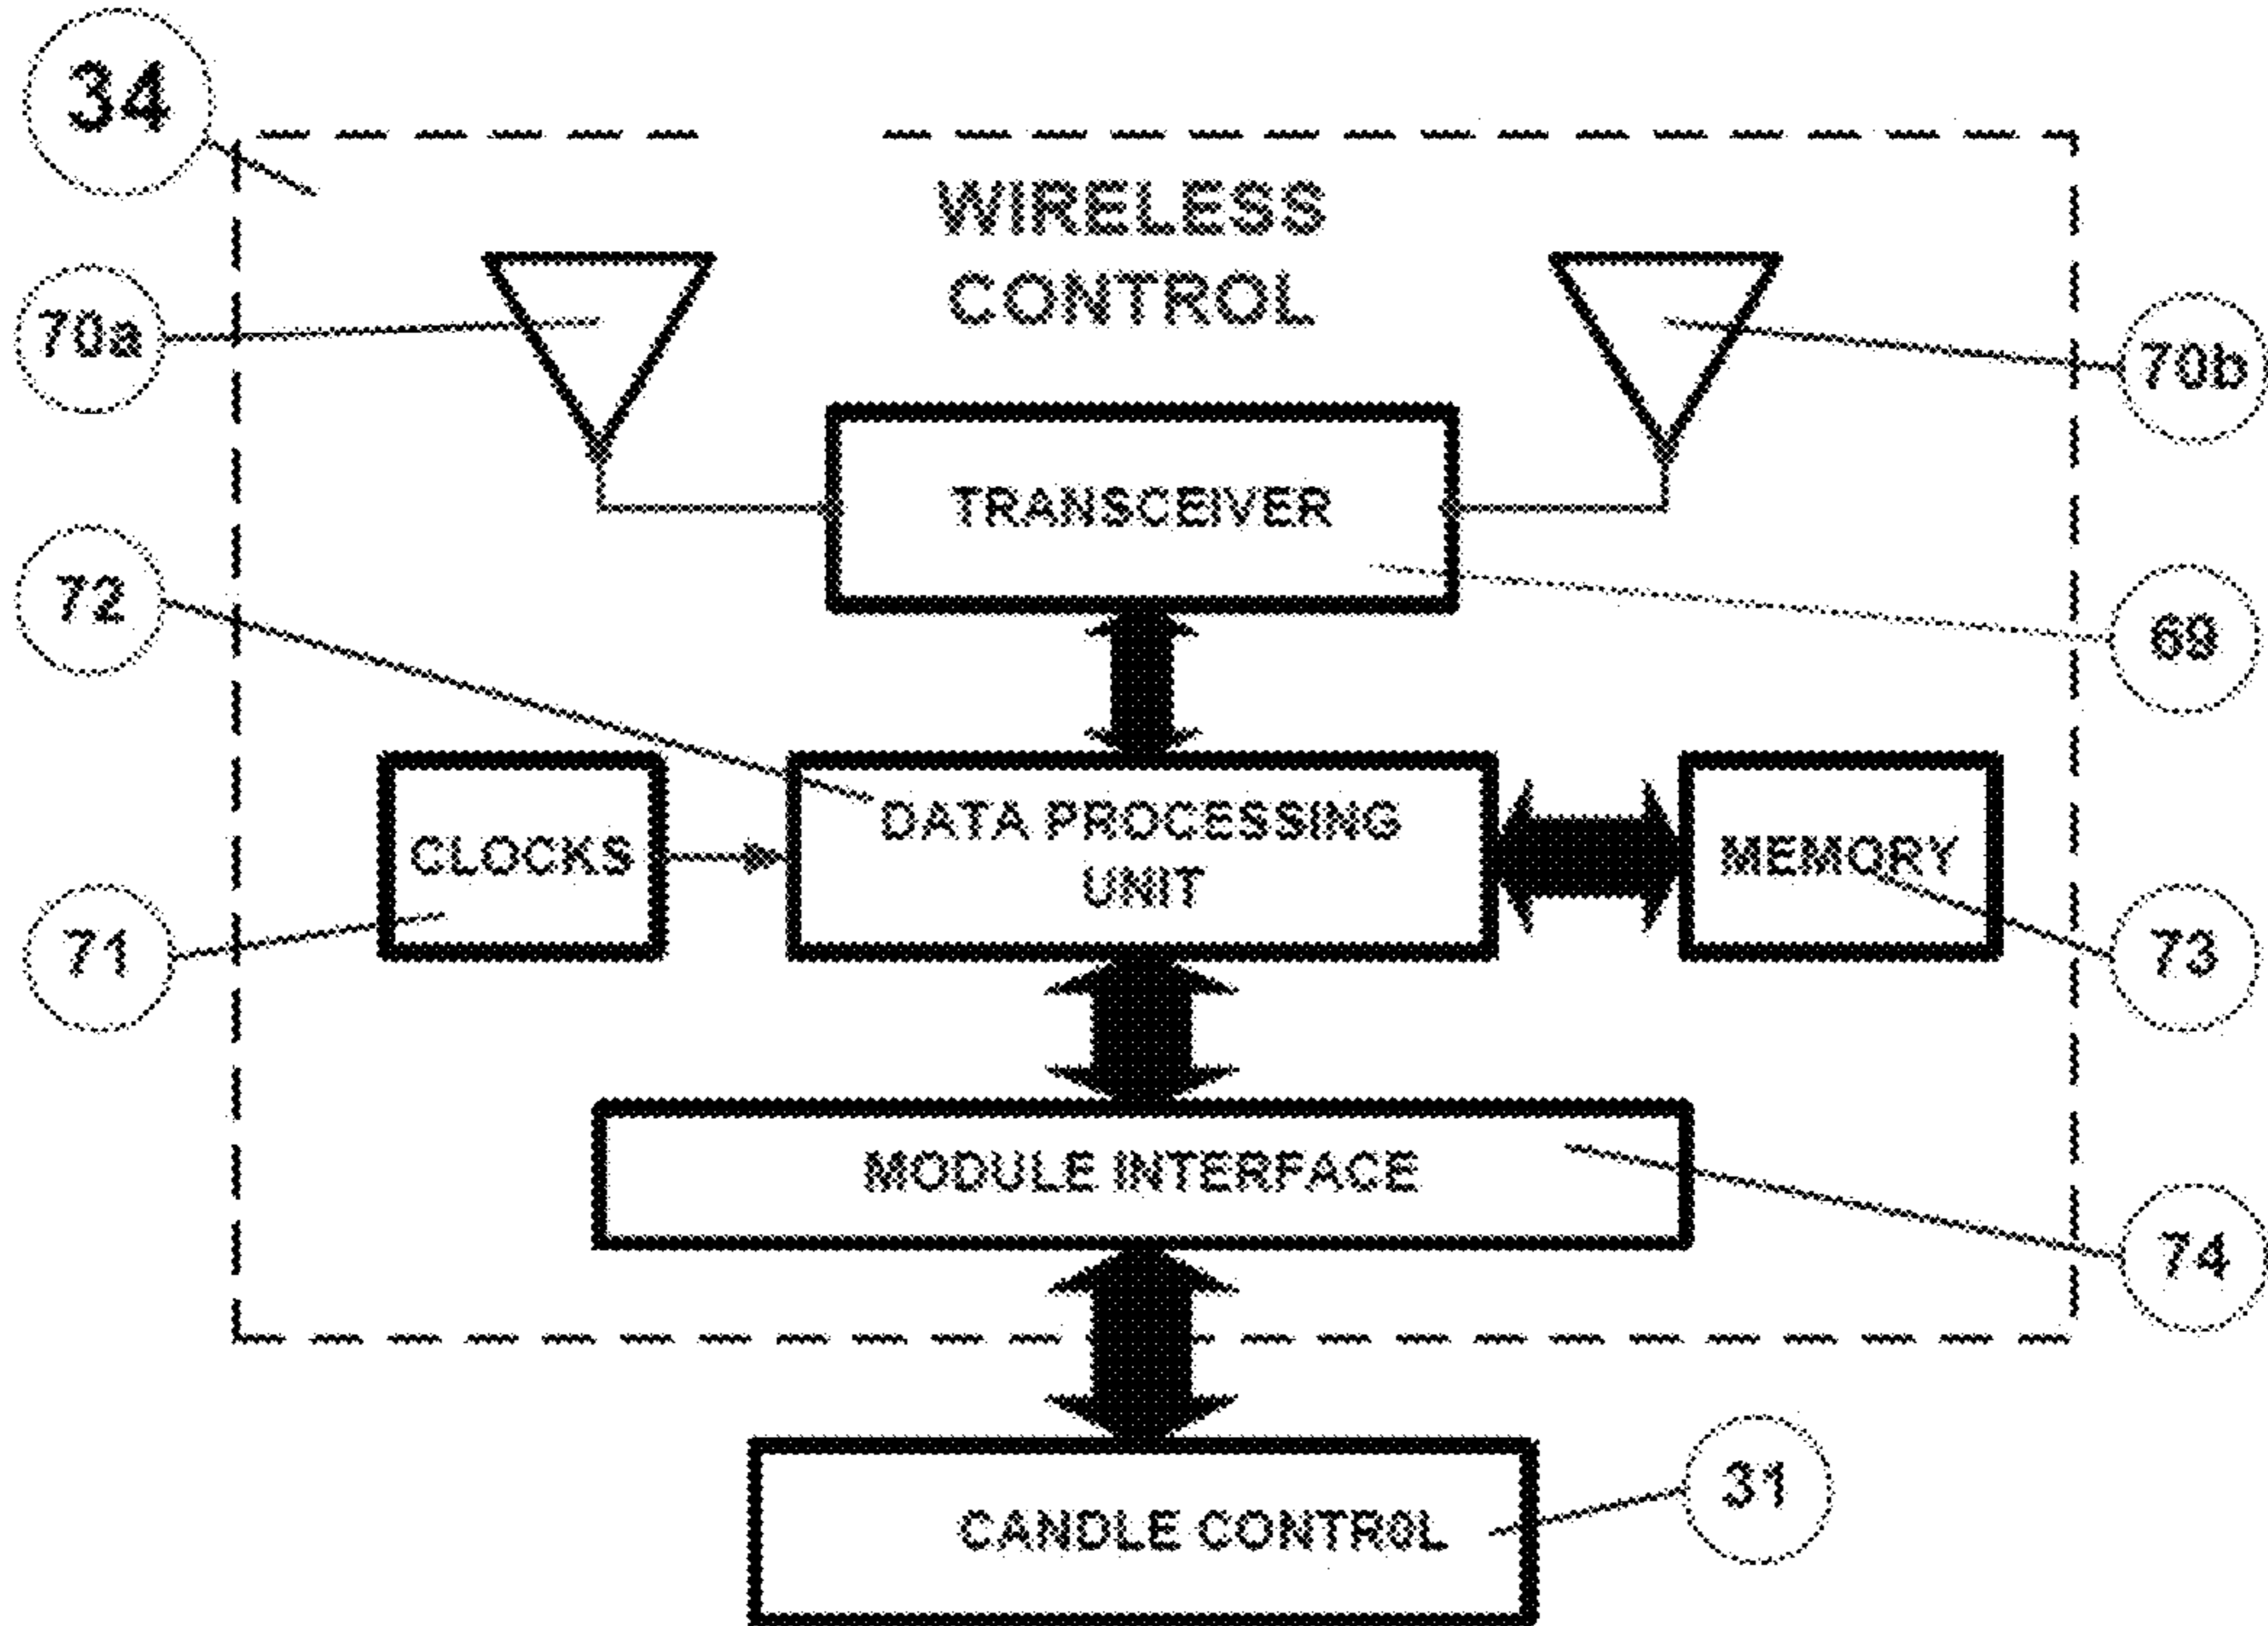 34
WIRELESS
CONTROL
70a
70b
TRANSCEIVER
72
69
CLOCKS
DATA PROCESSING
UNIT
MEMORY
71
73
MODULE INTERFACE
74
31
CANDLE CONTROL